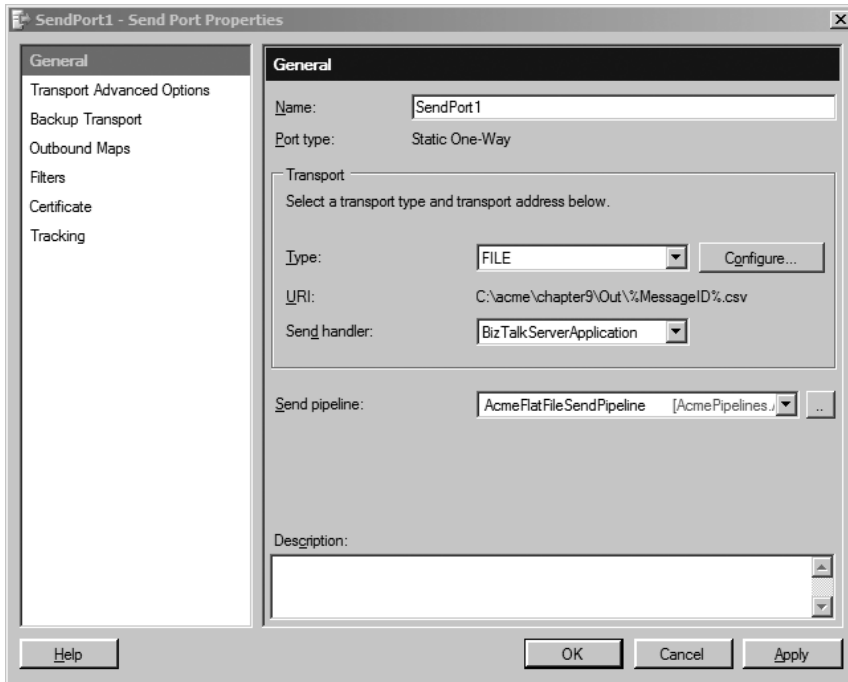 SendPort1 - Send Port Properties
General
Transport Advanced Options
Backup Transport
Outbound Maps
Filters
Certificate
Tracking
General
Name: SendPort1
Port type: Static One-Way
Transport
Select a transport type and transport address below.
Type: FILE Configure...
URI: C:\acme\chapter9\Out\%MessageID%.csv
Send handler: BizTalkServerApplication
Send pipeline: AcmeFlatFileSendPipeline [AcmePipelines./ ..
Description:
Help OK Cancel Apply